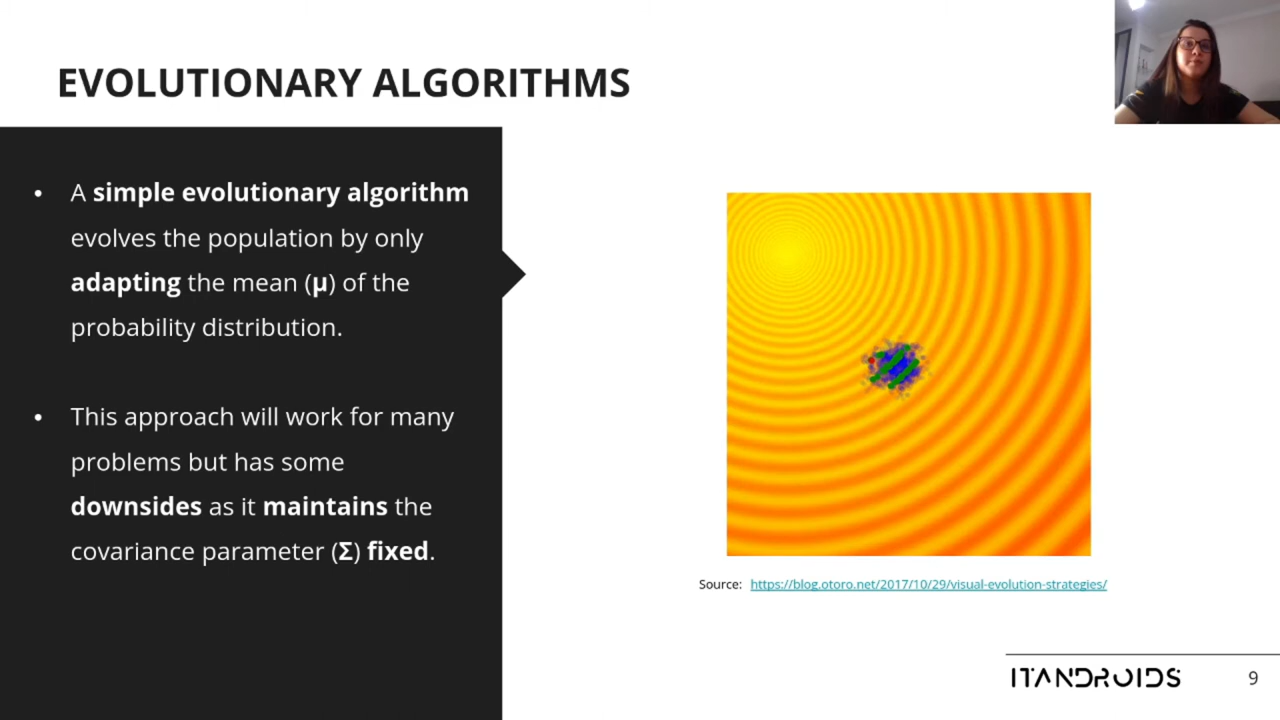 EVOLUTIONARY ALGORITHMS
• A simple evolutionary algorithm
evolves the population by only
adapting the mean (μ) of the
probability distribution.
• This approach will work for many
problems but has some
downsides as it maintains the
covariance parameter (Σ) fixed.
Source: https://blog.otoro.net/2017/10/29/visual-evolution-strategies/
ITANDROIDS
9